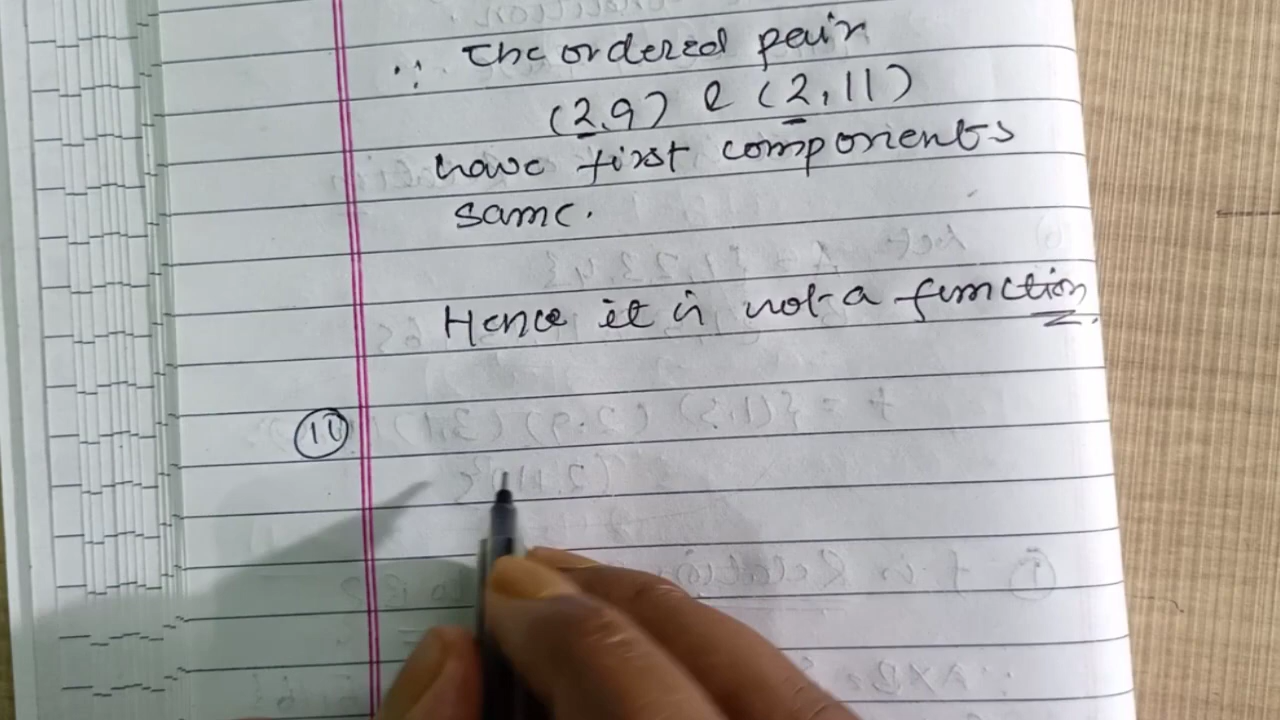 ∵ The ordered pair
(2,9) & (2,11)
have first components
same.
Hence it is not a function.
11